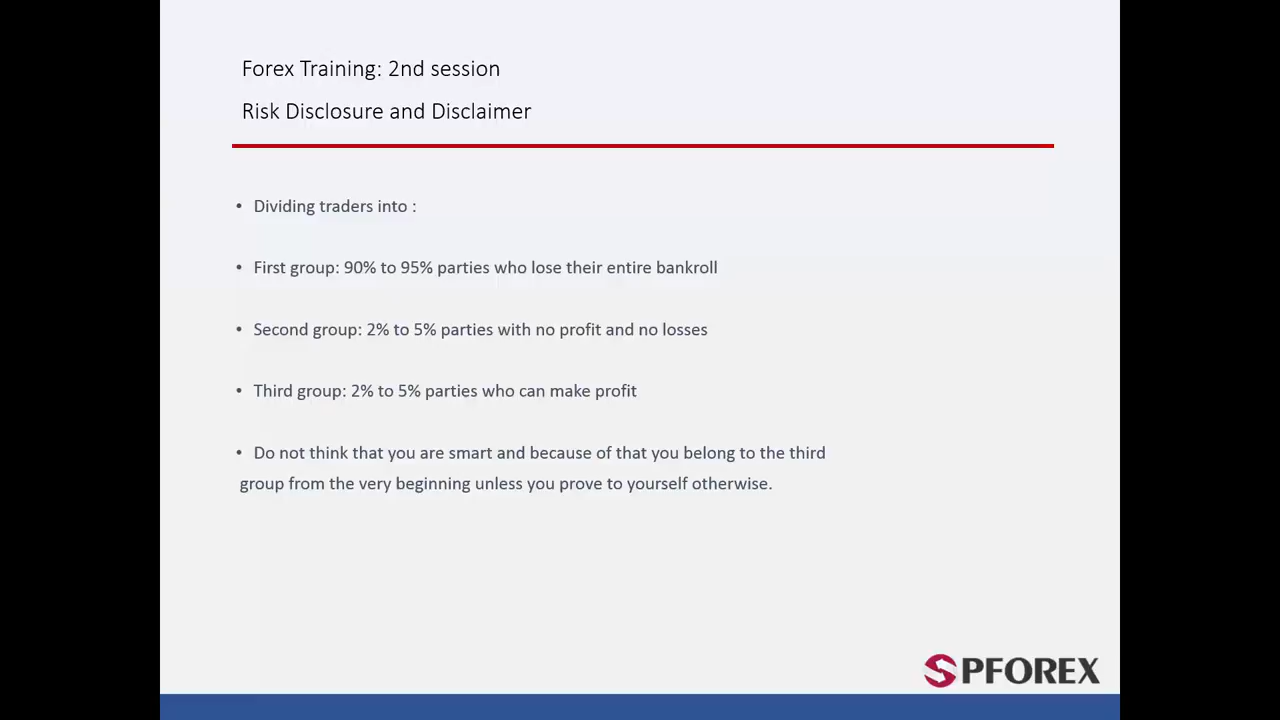 Forex Training: 2nd session
Risk Disclosure and Disclaimer
• Dividing traders into :
• First group: 90% to 95% parties who lose their entire bankroll
• Second group: 2% to 5% parties with no profit and no losses
• Third group: 2% to 5% parties who can make profit
• Do not think that you are smart and because of that you belong to the third
group from the very beginning unless you prove to yourself otherwise.
SPFOREX